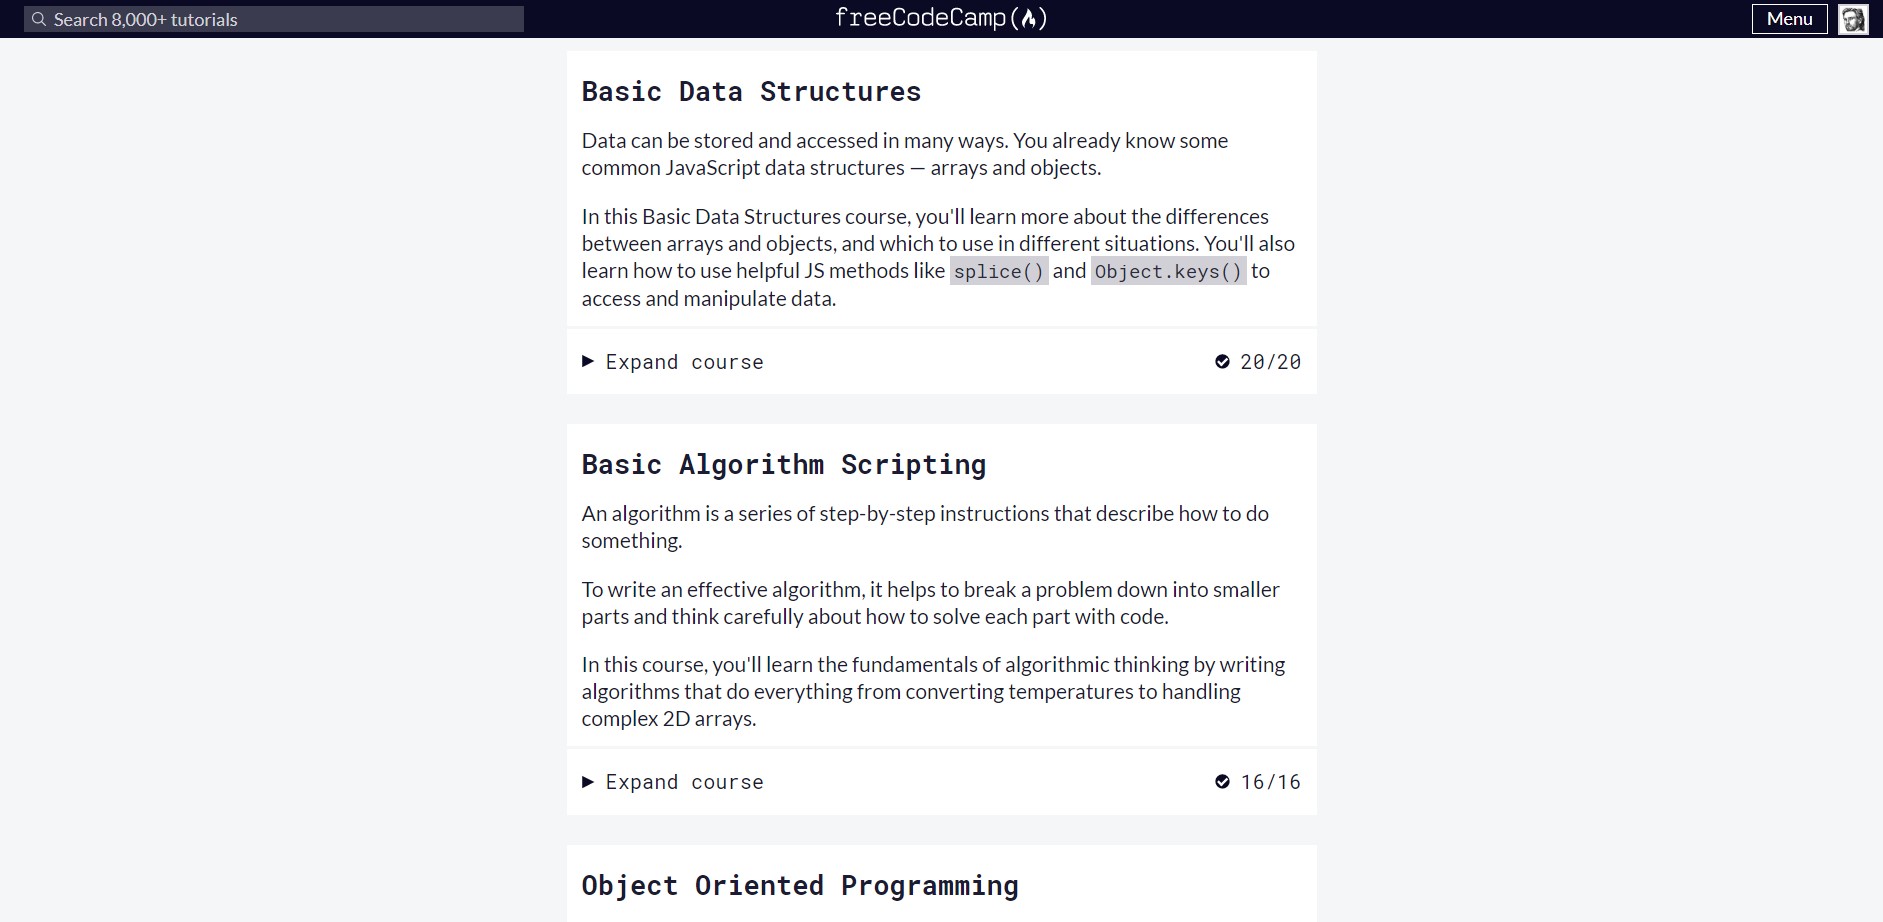 Search 8,000+ tutorials
freeCodeCamp
Menu
Basic Data Structures
Data can be stored and accessed in many ways. You already know some
common JavaScript data structures — arrays and objects.
In this Basic Data Structures course, you'll learn more about the differences
between arrays and objects, and which to use in different situations. You'll also
learn how to use helpful JS methods like splice() and Object.keys() to
access and manipulate data.
Expand course
20/20
Basic Algorithm Scripting
An algorithm is a series of step-by-step instructions that describe how to do
something.
To write an effective algorithm, it helps to break a problem down into smaller
parts and think carefully about how to solve each part with code.
In this course, you'll learn the fundamentals of algorithmic thinking by writing
algorithms that do everything from converting temperatures to handling
complex 2D arrays.
Expand course
16/16
Object Oriented Programming